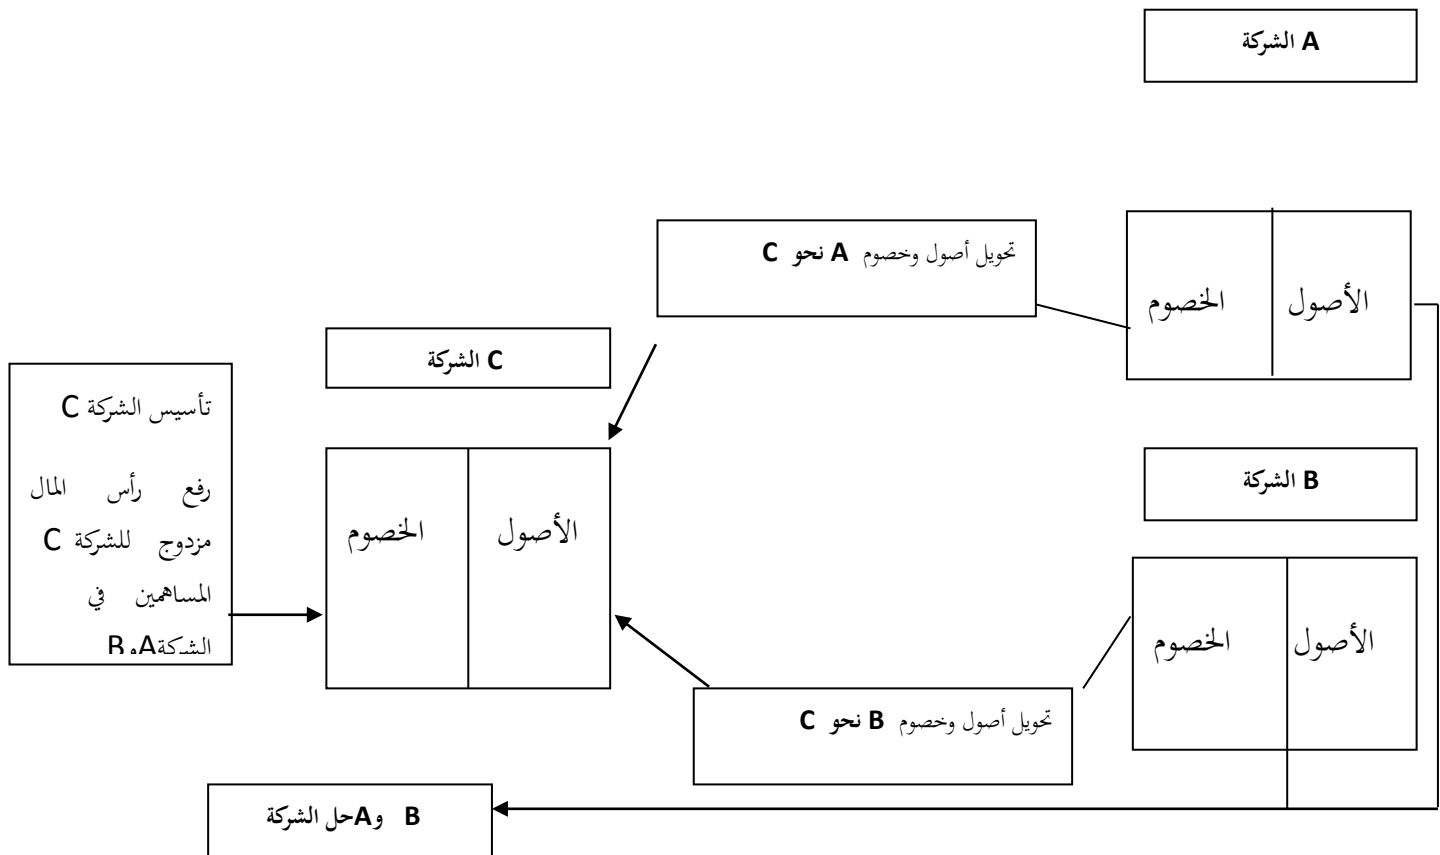 الشركة A
تحويل أصول وخصوم A نحو C
الأصول
الخصوم
الشركة C
تأسيس الشركة C
رفع رأس المال
مزدوج للشركة C
المساهمين في
الشركةA وB
الأصول
الخصوم
الشركة B
الأصول
الخصوم
تحويل أصول وخصوم B نحو C
حل الشركةA و B